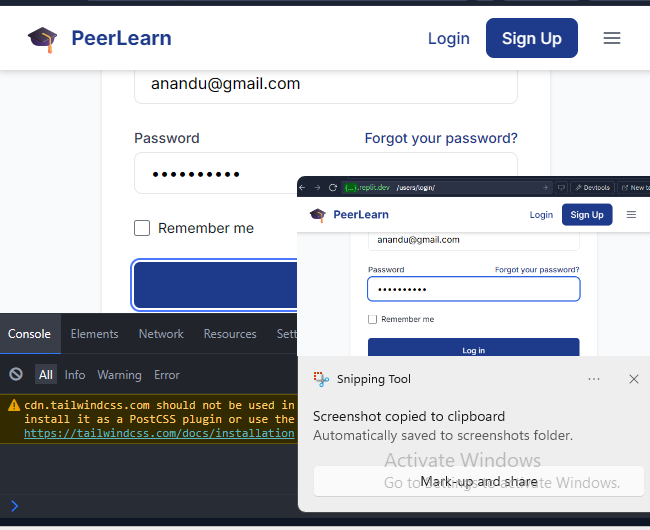 PeerLearn
Login
Sign Up
anandu@gmail.com
Password
Forgot your password?
••••••••••
Remember me
Console
Elements
Network
Resources
Sett
All
Info
Warning
Error
cdn.tailwindcss.com should not be used in
install it as a PostCSS plugin or use the
https://tailwindcss.com/docs/installation
{...}.replit.dev
/users/login/
Devtools
New to
PeerLearn
Login
Sign Up
anandu@gmail.com
Password
Forgot your password?
••••••••••
Remember me
Log in
Snipping Tool
Screenshot copied to clipboard
Automatically saved to screenshots folder.
Activate Windows
Mark-up and share
Go to Settings to activate Windows.